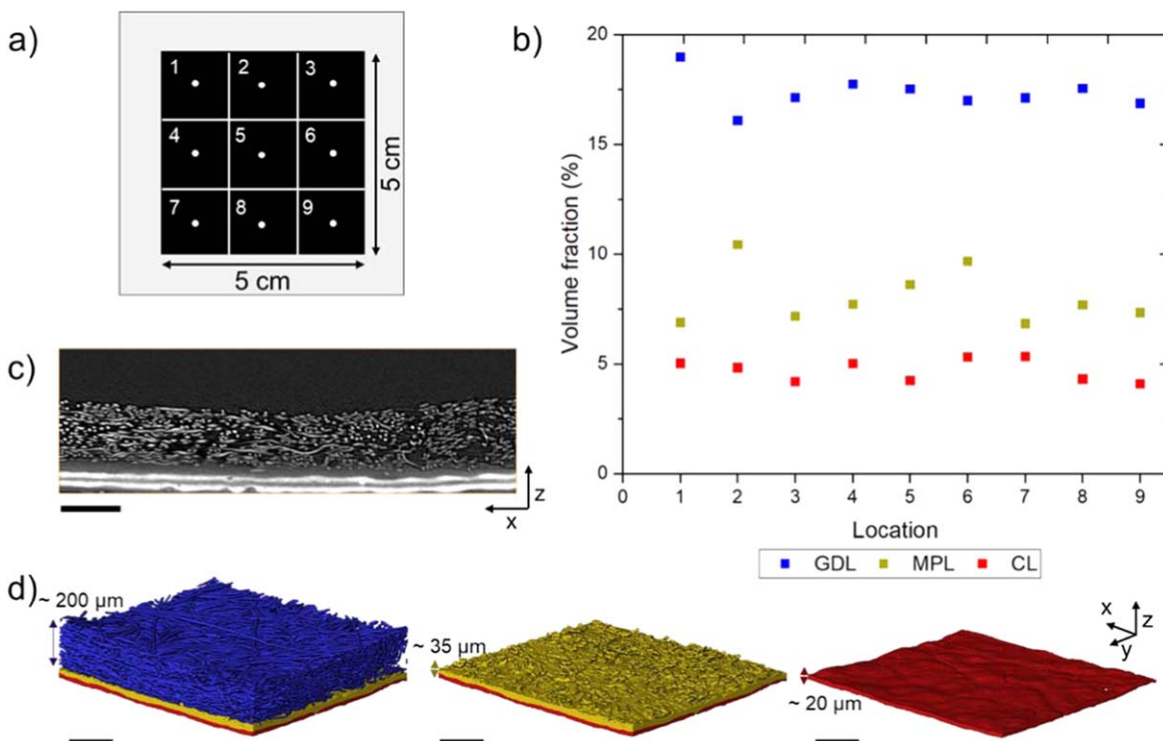 a)
1 2 3
4 5 6
7 8 9
5 cm
5 cm
b)
20
15
10
5
0
Volume fraction (%)
0 1 2 3 4 5 6 7 8 9
Location
GDL MPL CL
c)
z
x
d)
~ 200 µm
~ 35 µm
~ 20 µm
x
z
y